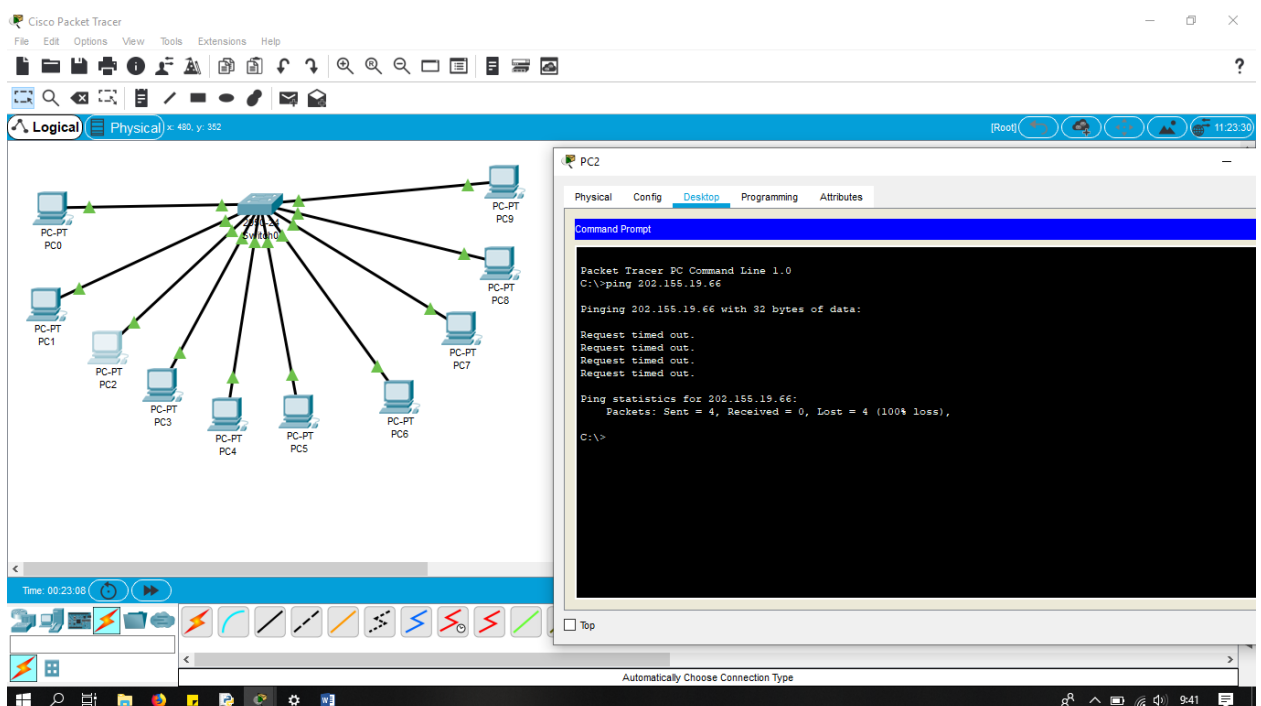 Cisco Packet Tracer
File Edit Options View Tools Extensions Help
?
Logical Physical x: 480, y: 352 [Root] 11:23:30
PC-PT
PC0
PC-PT
PC1
PC-PT
PC2
PC-PT
PC3
PC-PT
PC4
PC-PT
PC5
PC-PT
PC6
PC-PT
PC7
PC-PT
PC8
PC-PT
PC9
Switch0
PC2
Physical Config Desktop Programming Attributes
Command Prompt
Packet Tracer PC Command Line 1.0
C:\>ping 202.155.19.66
Pinging 202.155.19.66 with 32 bytes of data:
Request timed out.
Request timed out.
Request timed out.
Request timed out.
Ping statistics for 202.155.19.66:
Packets: Sent = 4, Received = 0, Lost = 4 (100% loss),
C:\>
Top
Time: 00:23:08
Automatically Choose Connection Type
9:41